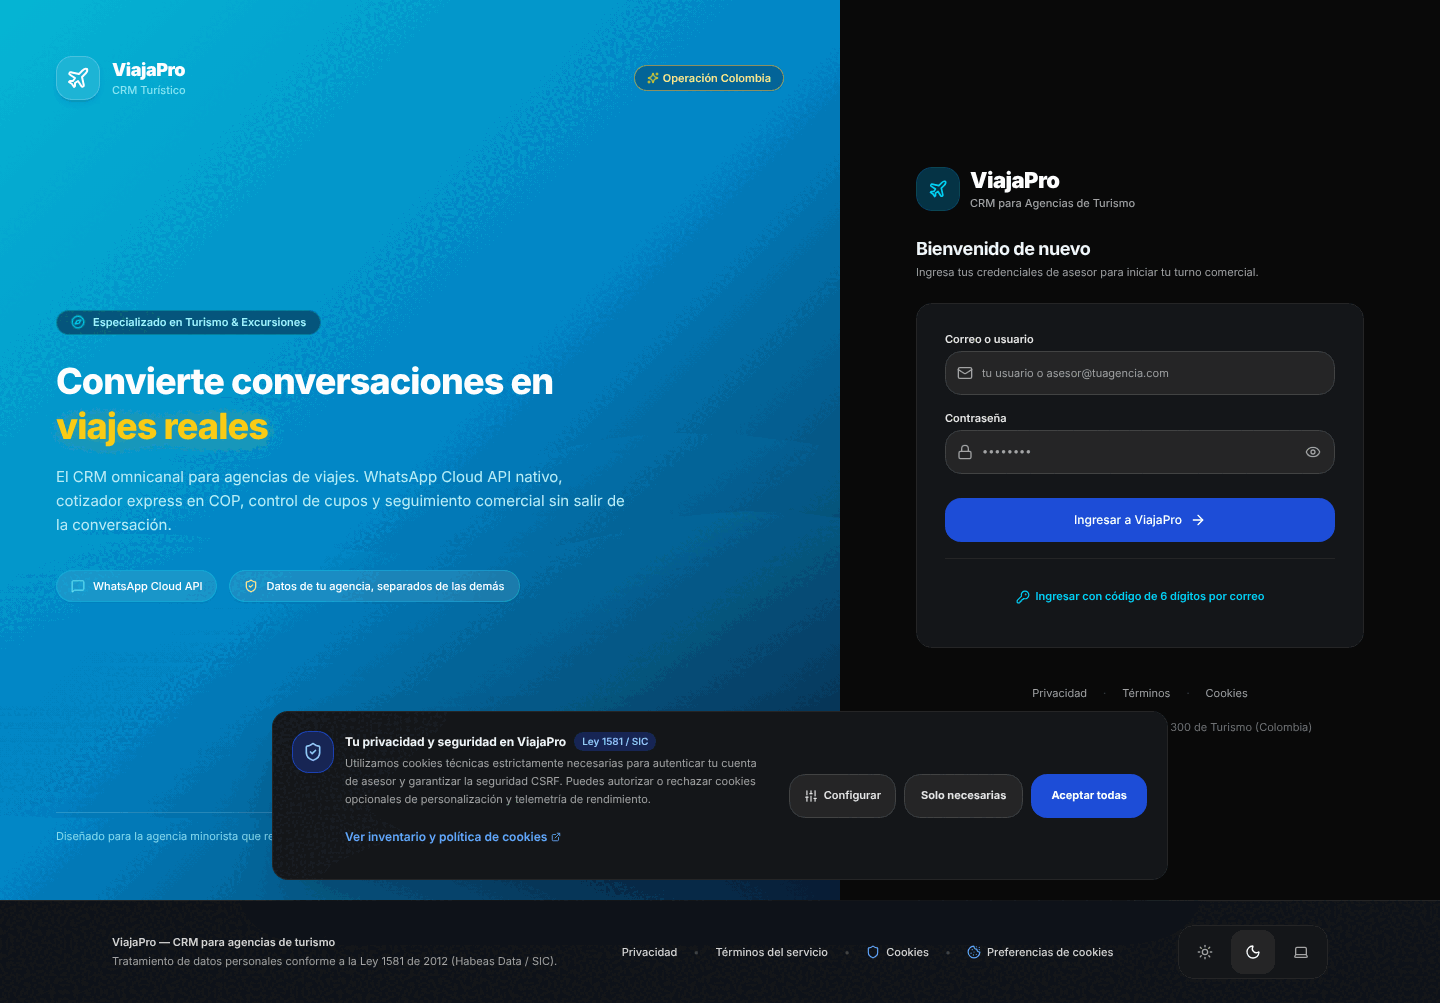 ViajaPro
CRM Turístico
Operación Colombia
Especializado en Turismo & Excursiones
Convierte conversaciones en
viajes reales
El CRM omnicanal para agencias de viajes. WhatsApp Cloud API nativo,
cotizador express en COP, control de cupos y seguimiento comercial sin salir de
la conversación.
WhatsApp Cloud API
Datos de tu agencia, separados de las demás
Diseñado para la agencia minorista que
ViajaPro
CRM para Agencias de Turismo
Bienvenido de nuevo
Ingresa tus credenciales de asesor para iniciar tu turno comercial.
Correo o usuario
tu usuario o asesor@tuagencia.com
Contraseña
••••••••
Ingresar a ViajaPro
Ingresar con código de 6 dígitos por correo
Privacidad · Términos · Cookies
300 de Turismo (Colombia)
Tu privacidad y seguridad en ViajaPro Ley 1581 / SIC
Utilizamos cookies técnicas estrictamente necesarias para autenticar tu cuenta
de asesor y garantizar la seguridad CSRF. Puedes autorizar o rechazar cookies
opcionales de personalización y telemetría de rendimiento.
Ver inventario y política de cookies
Configurar
Solo necesarias
Aceptar todas
ViajaPro — CRM para agencias de turismo
Tratamiento de datos personales conforme a la Ley 1581 de 2012 (Habeas Data / SIC).
Privacidad • Términos del servicio • Cookies • Preferencias de cookies